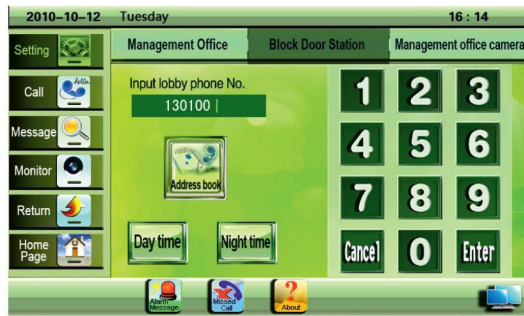 2010-10-12 Tuesday 16 : 14
Setting
Call
hello
Message
Monitor
Return
Home
Page
Management Office Block Door Station Management office camera
Input lobby phone No.
130100
Address book
Day time Night time
1 2 3
4 5 6
7 8 9
Cancel 0 Enter
Alarm
Message
Missed
Call
?
About